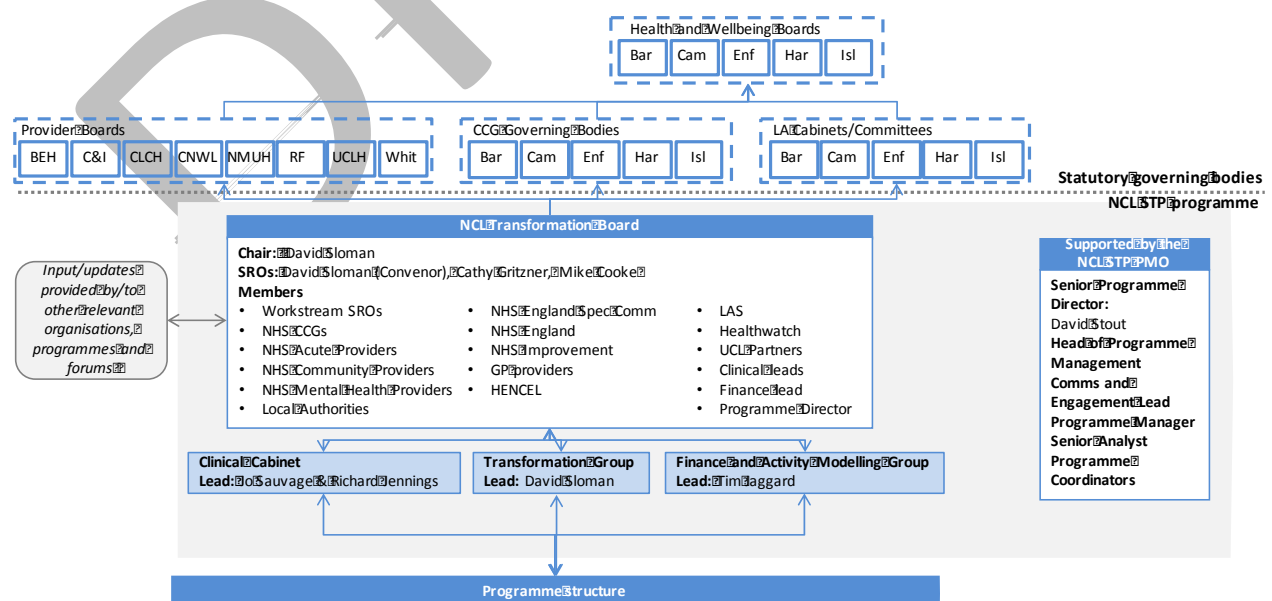 Health and Wellbeing Boards
Bar Cam Enf Har Isl
Provider Boards
BEH C&I CLCH CNWL NMUH RF UCLH Whit
CCG Governing Bodies
Bar Cam Enf Har Isl
LA Cabinets/Committees
Bar Cam Enf Har Isl
Statutory governing bodies
NCL STP programme
Input/updates
provided by/to
other relevant
organisations,
programmes and
forums
NCL Transformation Board
Chair: David Sloman
SROs: David Sloman (Convenor), Cathy Gritzner, Mike Cooke
Members
• Workstream SROs
• NHS CCGs
• NHS Acute Providers
• NHS Community Providers
• NHS Mental Health Providers
• Local Authorities
• NHS England Spec Comm
• NHS England
• NHS Improvement
• GP providers
• HENCEL
• LAS
• Healthwatch
• UCL Partners
• Clinical leads
• Finance lead
• Programme Director
Supported by the
NCL STP PMO
Senior Programme
Director:
David Stout
Head of Programme
Management
Comms and
Engagement Lead
Programme Manager
Senior Analyst
Programme
Coordinators
Clinical Cabinet
Lead: Jo Sauvage & Richard Jennings
Transformation Group
Lead: David Sloman
Finance and Activity Modelling Group
Lead: Tim Jaggard
Programme structure